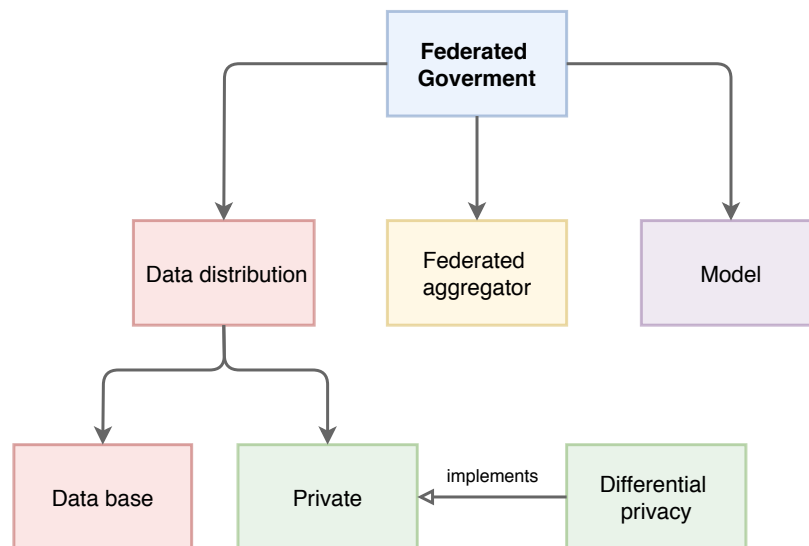 Federated
Goverment
Data distribution
Federated
aggregator
Model
Data base
Private
implements
Differential
privacy